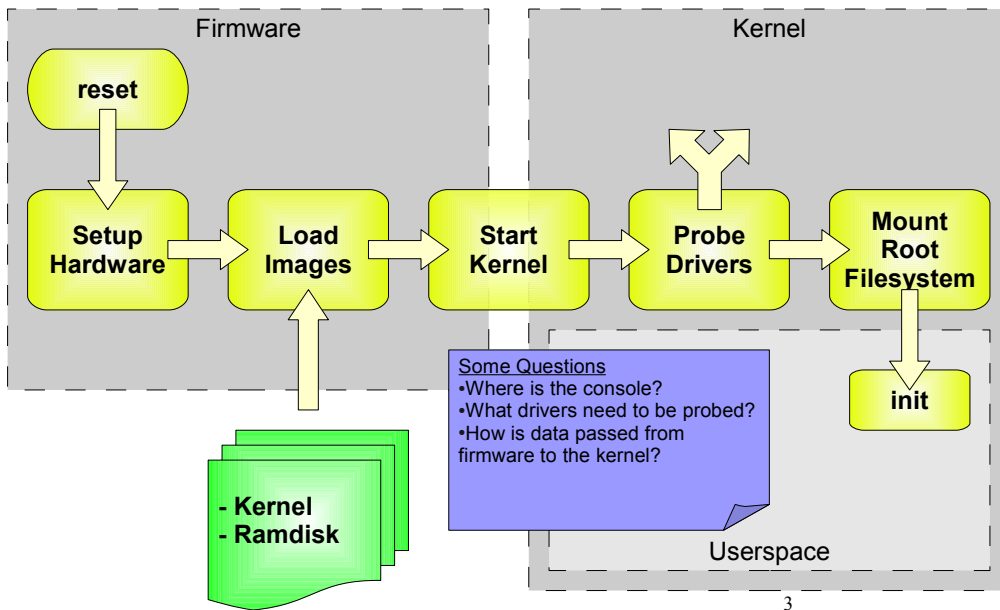 Firmware
Kernel
reset
Setup
Hardware
Load
Images
Start
Kernel
Probe
Drivers
Mount
Root
Filesystem
Some Questions
•Where is the console?
•What drivers need to be probed?
•How is data passed from
firmware to the kernel?
init
- Kernel
- Ramdisk
Userspace
3